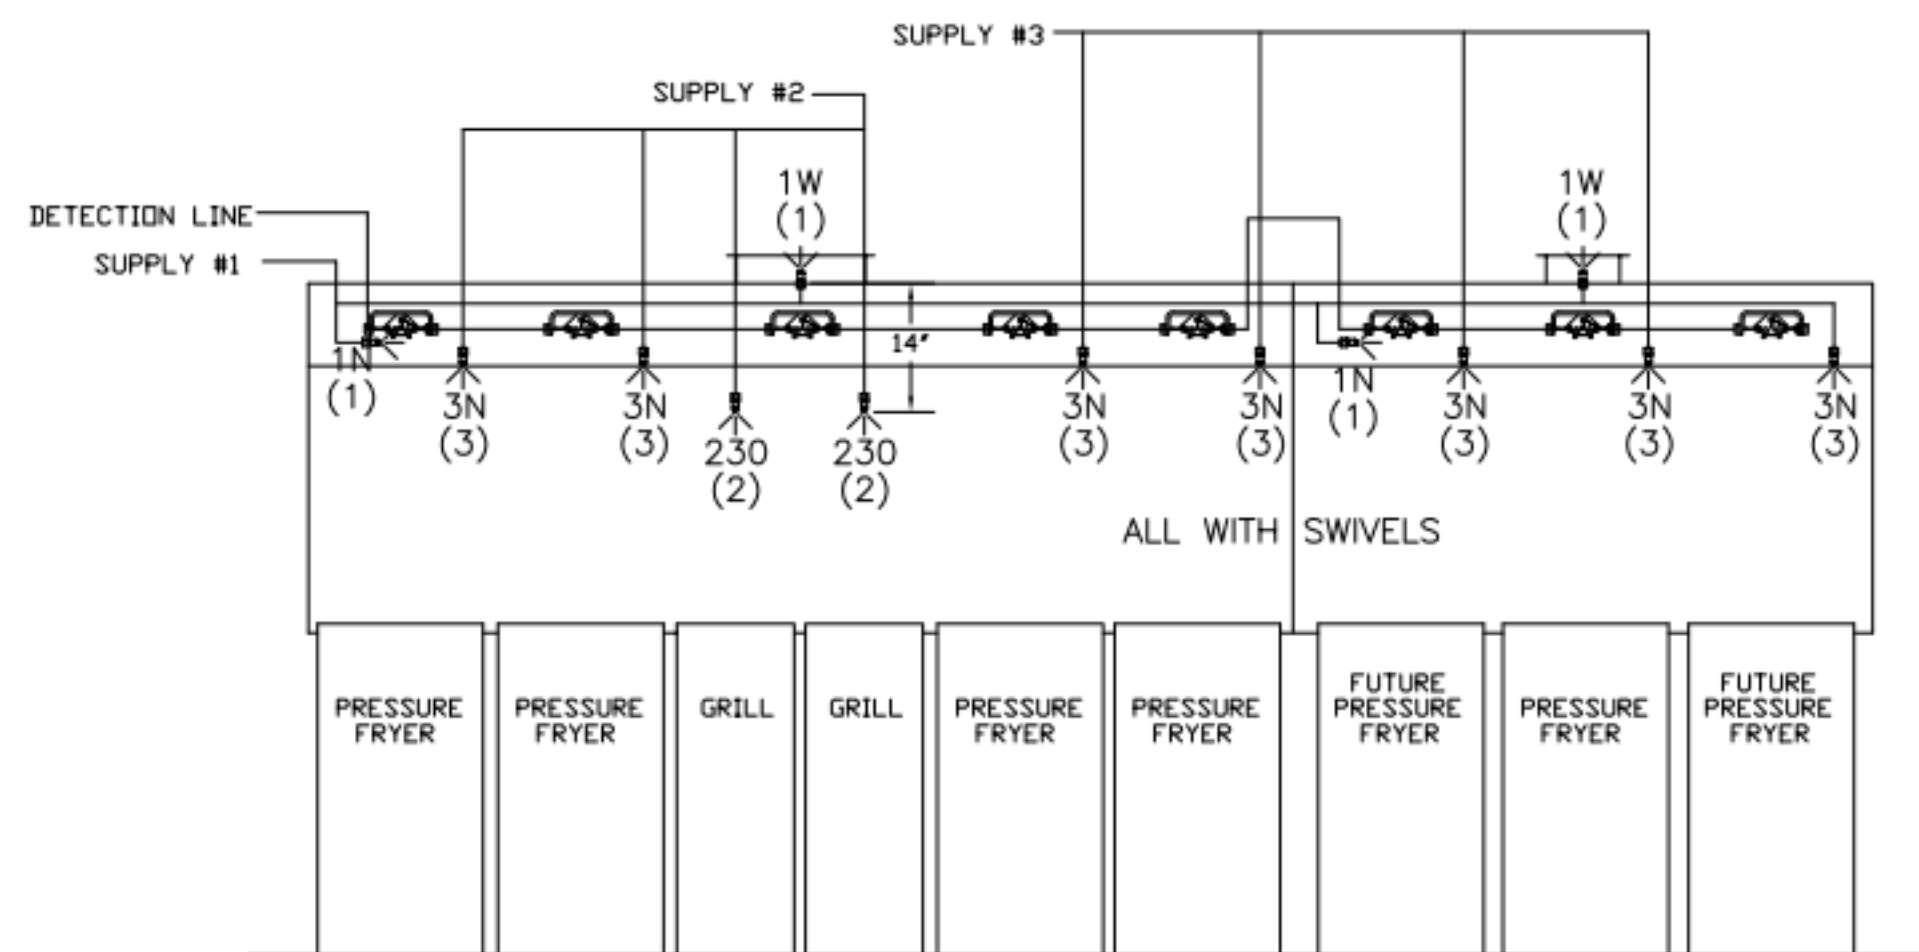 SUPPLY #3
SUPPLY #2
1W
(1)
1W
(1)
DETECTION LINE
SUPPLY #1
14"
1N
(1)
3N
(3)
3N
(3)
230
(2)
230
(2)
3N
(3)
3N
(3)
1N
(1)
3N
(3)
3N
(3)
3N
(3)
ALL WITH SWIVELS
PRESSURE
FRYER
PRESSURE
FRYER
GRILL
GRILL
PRESSURE
FRYER
PRESSURE
FRYER
FUTURE
PRESSURE
FRYER
PRESSURE
FRYER
FUTURE
PRESSURE
FRYER